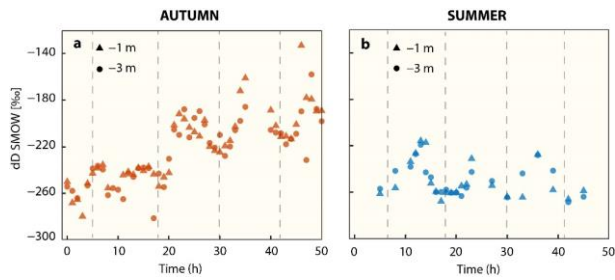 AUTUMN
SUMMER
a
▲ −1 m
● −3 m
b
▲ −1 m
● −3 m
dD SMOW [‰]
−140
−180
−220
−260
−300
0 10 20 30 40 50
0 10 20 30 40 50
Time (h)
Time (h)